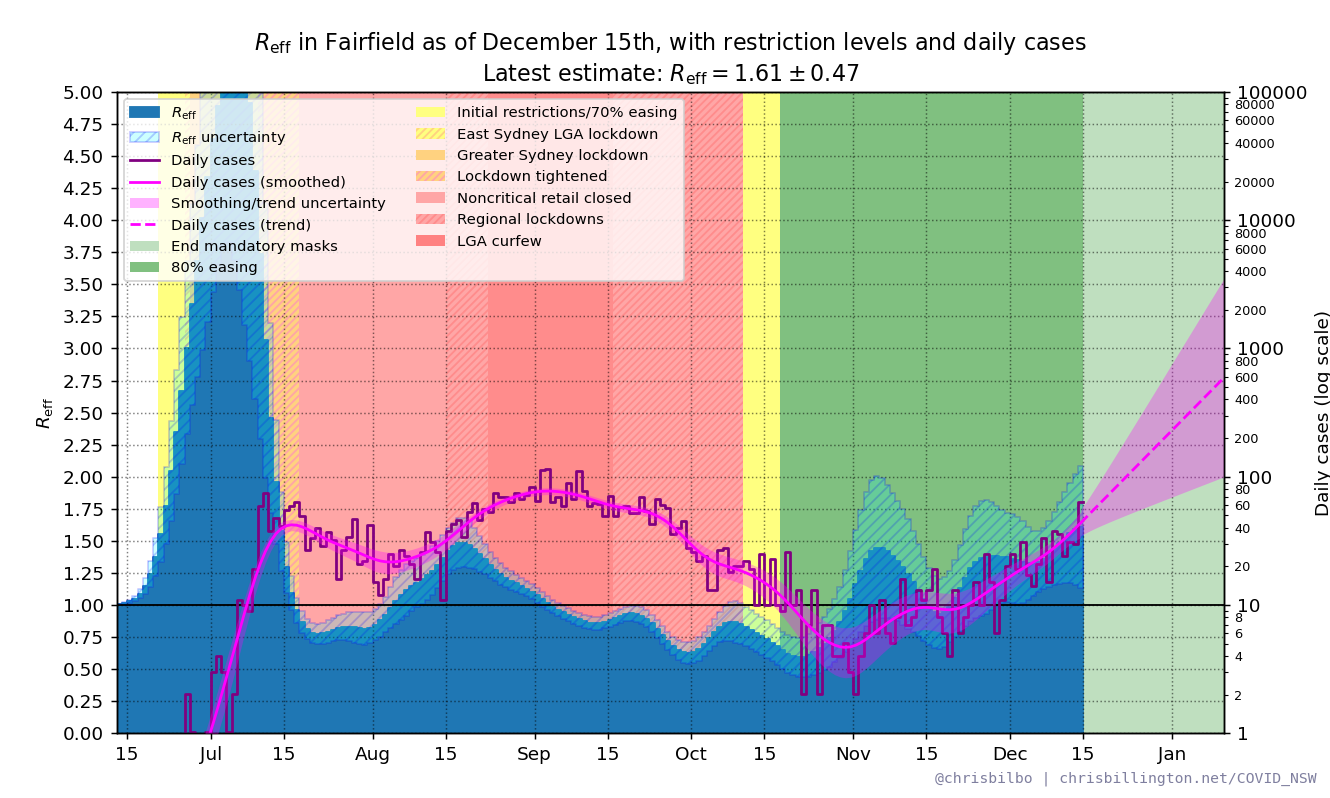 Reff in Fairfield as of December 15th, with restriction levels and daily cases
Latest estimate: Reff = 1.61 ± 0.47
Reff
Reff uncertainty
Daily cases
Daily cases (smoothed)
Smoothing/trend uncertainty
Daily cases (trend)
End mandatory masks
80% easing
Initial restrictions/70% easing
East Sydney LGA lockdown
Greater Sydney lockdown
Lockdown tightened
Noncritical retail closed
Regional lockdowns
LGA curfew
Reff
5.00
4.75
4.50
4.25
4.00
3.75
3.50
3.25
3.00
2.75
2.50
2.25
2.00
1.75
1.50
1.25
1.00
0.75
0.50
0.25
0.00
15 Jul 15 Aug 15 Sep 15 Oct 15 Nov 15 Dec 15 Jan
100000
80000
60000
40000
20000
10000
8000
6000
4000
2000
1000
800
600
400
200
100
80
60
40
20
10
8
6
4
2
1
Daily cases (log scale)
@chrisbilbo | chrisbillington.net/COVID_NSW